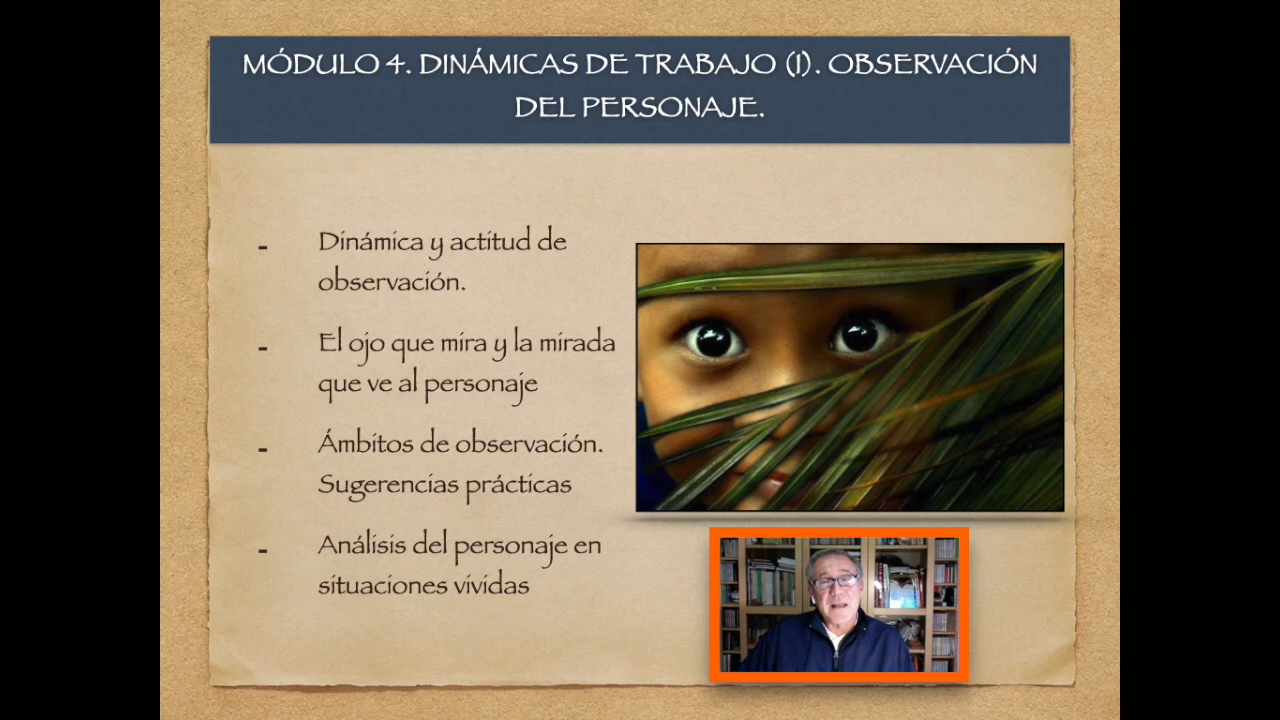 MÓDULO 4. DINÁMICAS DE TRABAJO (I). OBSERVACIÓN
DEL PERSONAJE.
- Dinámica y actitud de
observación.
- El ojo que mira y la mirada
que ve al personaje
- Ámbitos de observación.
Sugerencias prácticas
- Análisis del personaje en
situaciones vividas